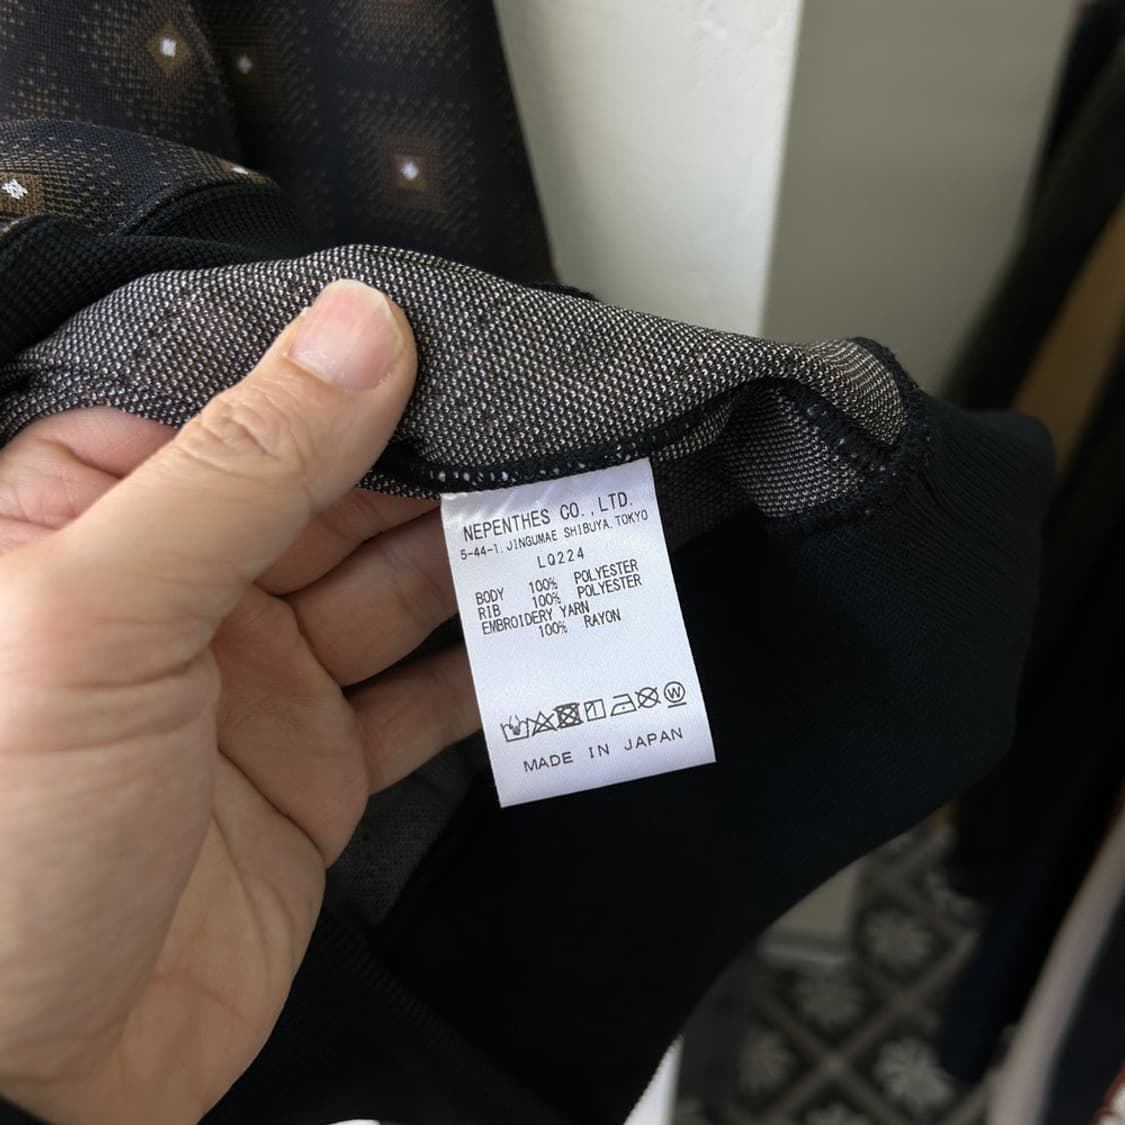 NEPENTHES CO.,LTD.
5-44-1.JINGUMAE SHIBUYA.TOKYO
LQ224
BODY 100% POLYESTER
RIB 100% POLYESTER
EMBROIDERY YARN
100% RAYON
W
MADE IN JAPAN